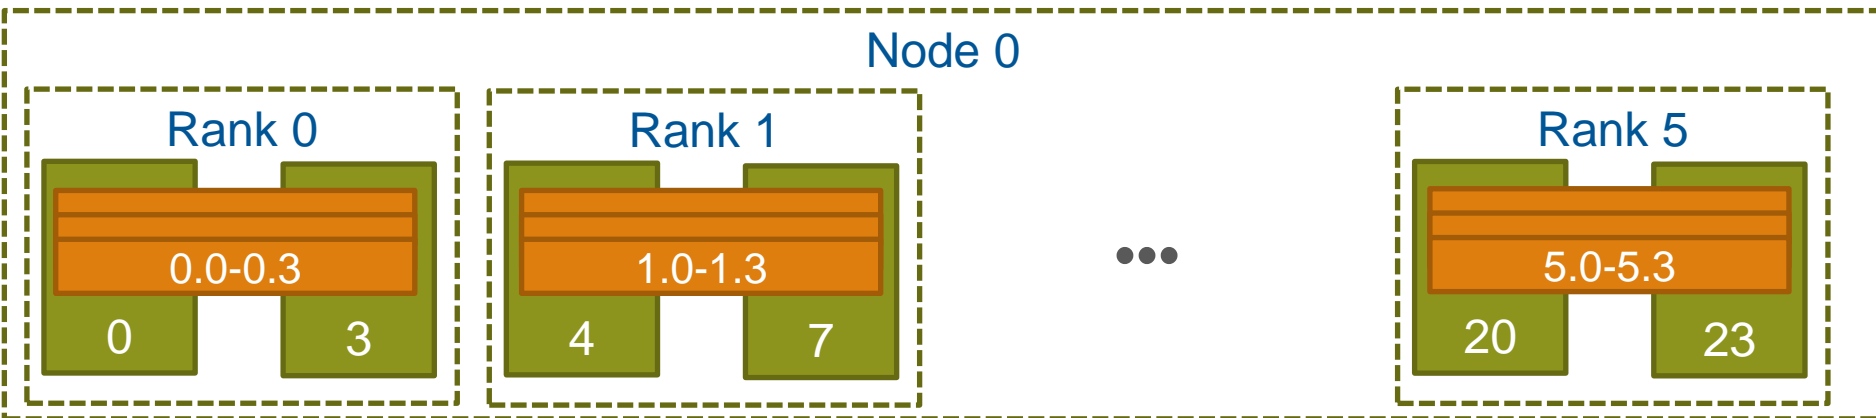 Node 0
Rank 0
0.0-0.3
0
3
Rank 1
1.0-1.3
4
7
•••
Rank 5
5.0-5.3
20
23